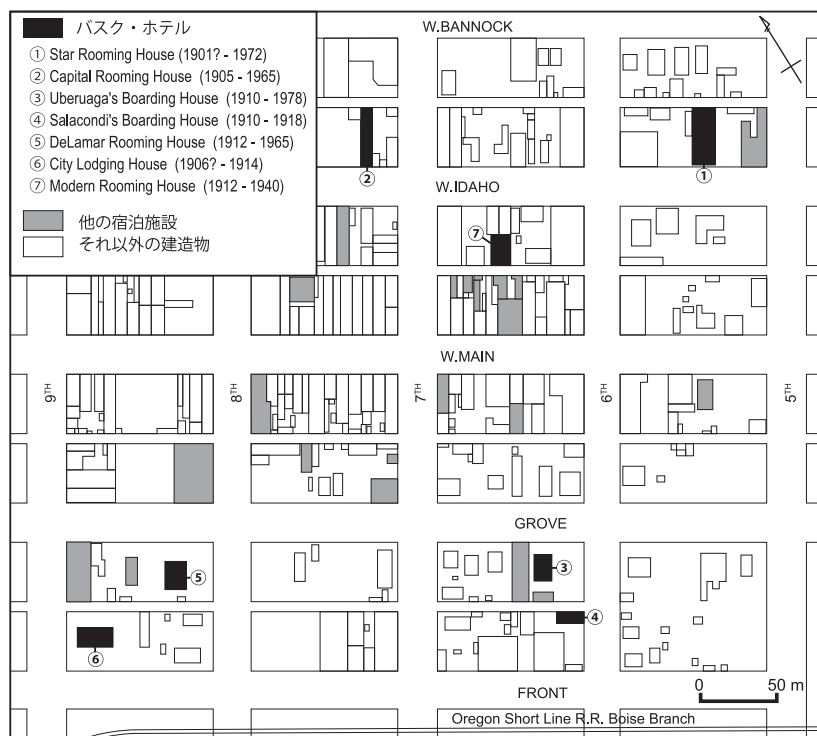 バスク・ホテル
① Star Rooming House (1901? - 1972)
② Capital Rooming House (1905 - 1965)
③ Uberuaga's Boarding House (1910 - 1978)
④ Salacondi's Boarding House (1910 - 1918)
⑤ DeLamar Rooming House (1912 - 1965)
⑥ City Lodging House (1906? - 1914)
⑦ Modern Rooming House (1912 - 1940)
他の宿泊施設
それ以外の建造物
W.BANNOCK
②
①
W.IDAHO
⑦
W.MAIN
9TH
8TH
7TH
6TH
5TH
GROVE
⑤
③
④
⑥
FRONT
0 50 m
Oregon Short Line R.R. Boise Branch